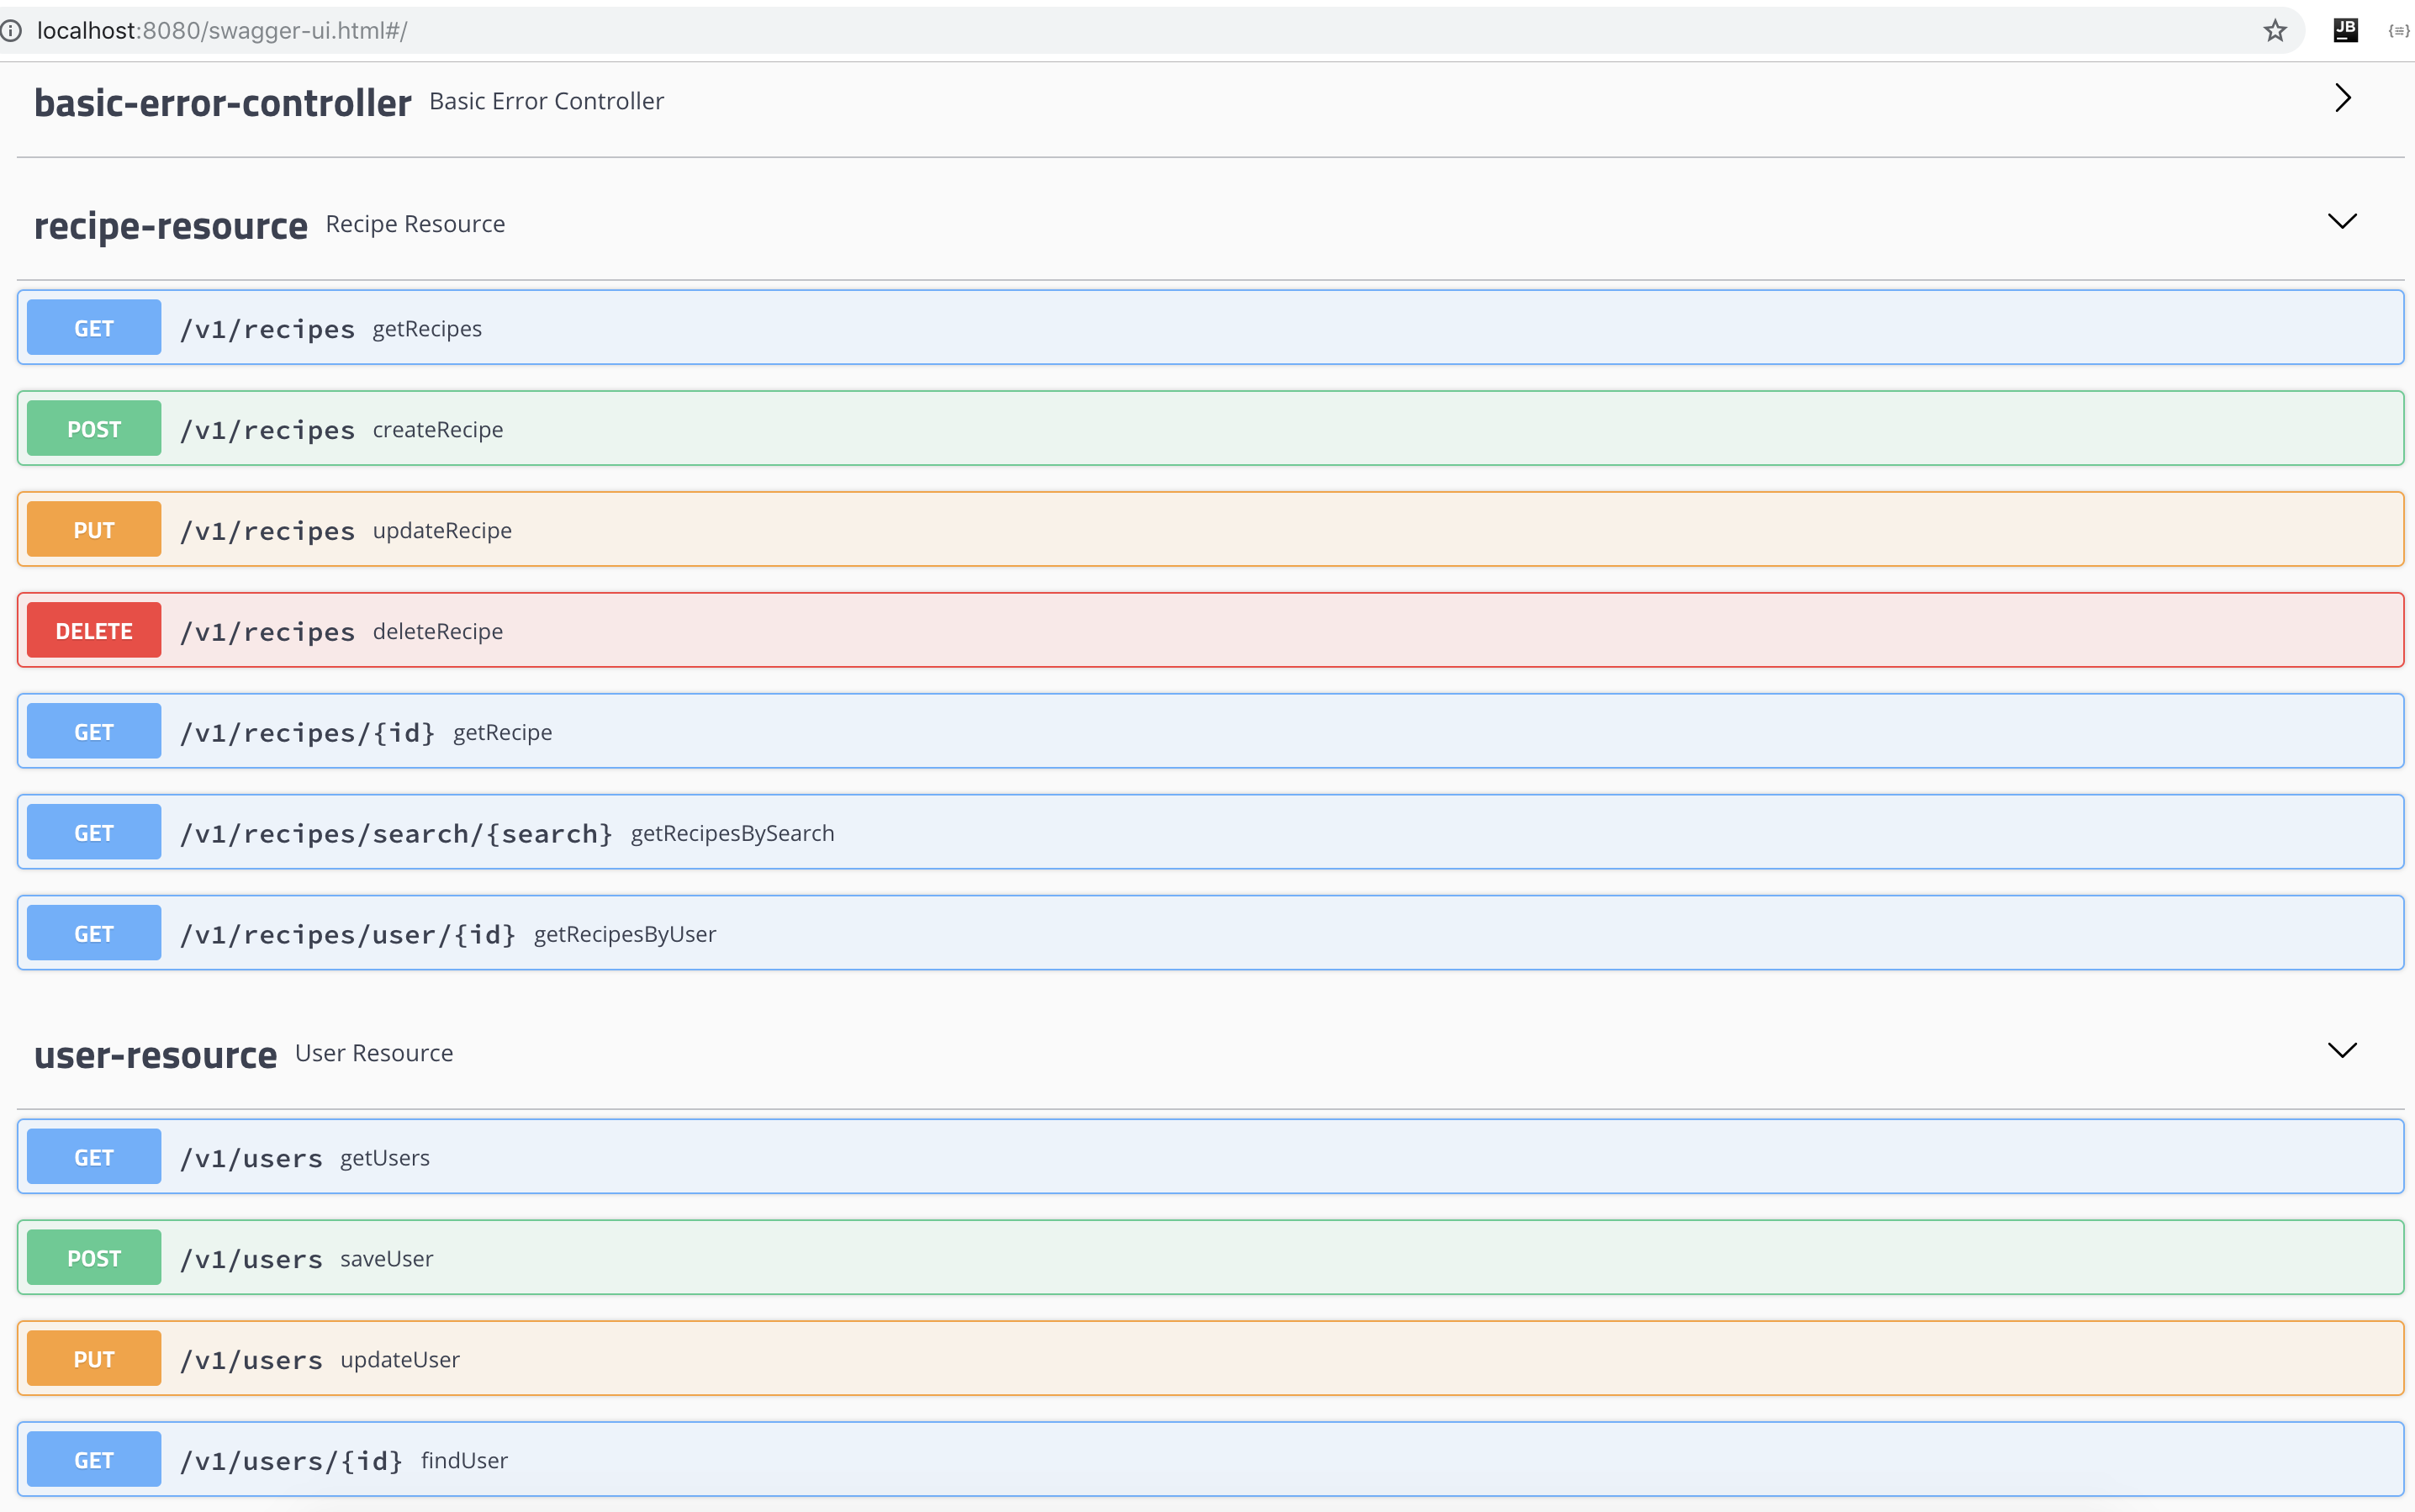 localhost:8080/swagger-ui.html#/
JB
basic-error-controller Basic Error Controller
recipe-resource Recipe Resource
GET /v1/recipes getRecipes
POST /v1/recipes createRecipe
PUT /v1/recipes updateRecipe
DELETE /v1/recipes deleteRecipe
GET /v1/recipes/{id} getRecipe
GET /v1/recipes/search/{search} getRecipesBySearch
GET /v1/recipes/user/{id} getRecipesByUser
user-resource User Resource
GET /v1/users getUsers
POST /v1/users saveUser
PUT /v1/users updateUser
GET /v1/users/{id} findUser